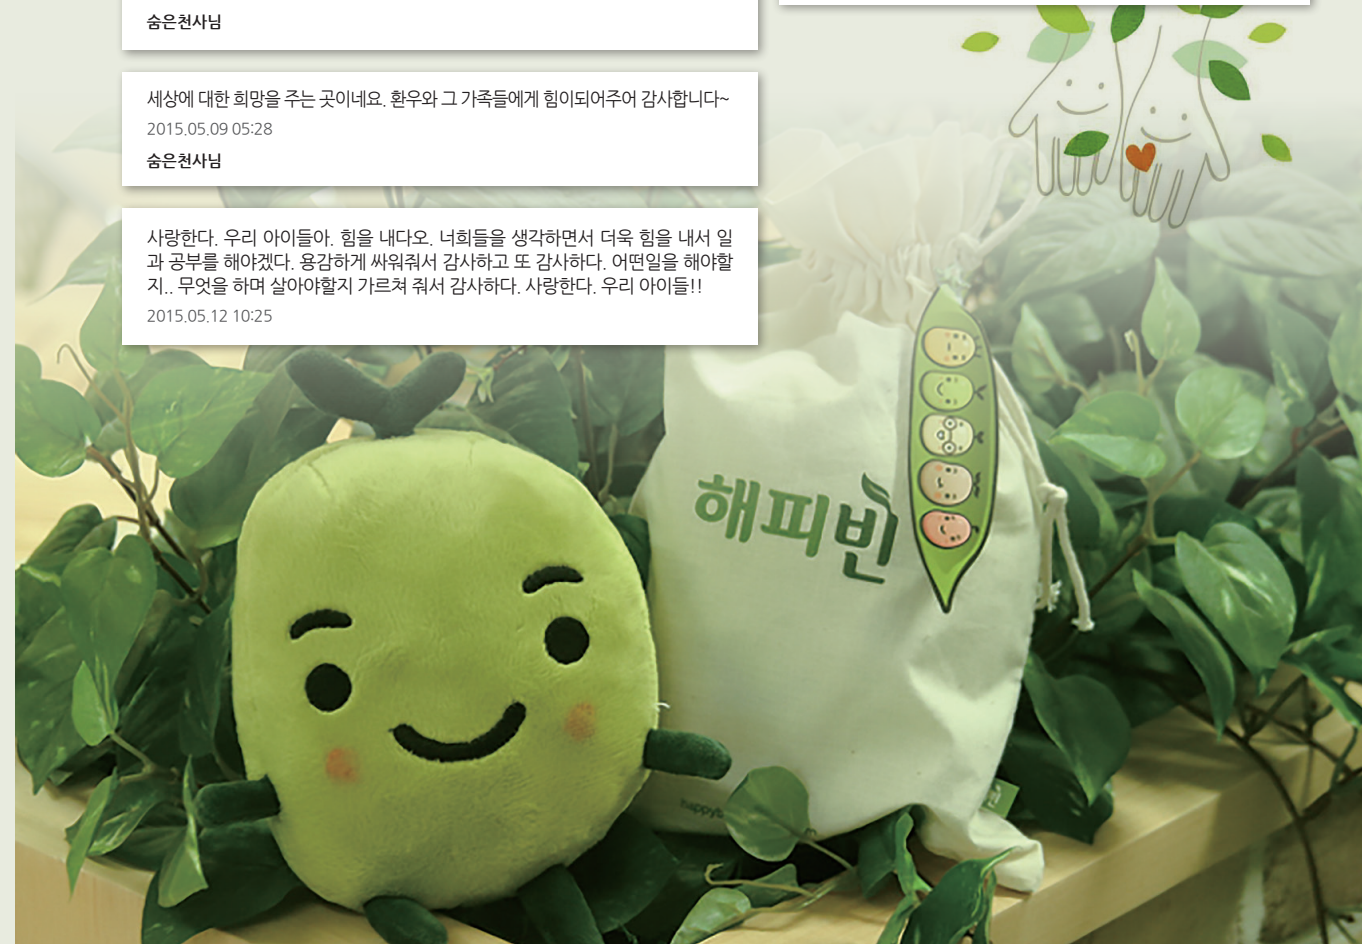 숨은천사님
세상에 대한 희망을 주는 곳이네요. 환우와 그 가족들에게 힘이되어주어 감사합니다~
2015.05.09 05:28
숨은천사님
사랑한다. 우리 아이들아. 힘을 내다오. 너희들을 생각하면서 더욱 힘을 내서 일
과 공부를 해야겠다. 용감하게 싸워줘서 감사하고 또 감사하다. 어떤일을 해야할
지.. 무엇을 하며 살아야할지 가르쳐 줘서 감사하다. 사랑한다. 우리 아이들!!
2015.05.12 10:25
해피빈